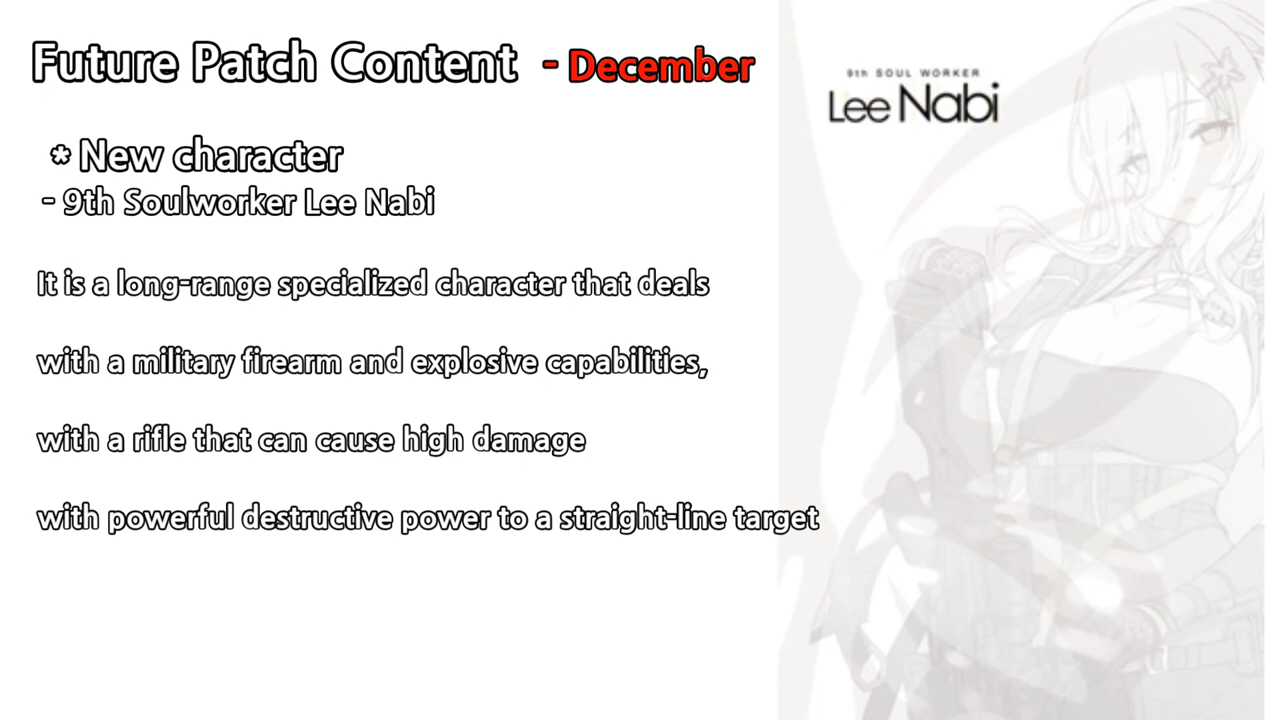 Future Patch Content - December
9th SOUL WORKER
Lee Nabi
* New character
- 9th Soulworker Lee Nabi
It is a long-range specialized character that deals
with a military firearm and explosive capabilities,
with a rifle that can cause high damage
with powerful destructive power to a straight-line target